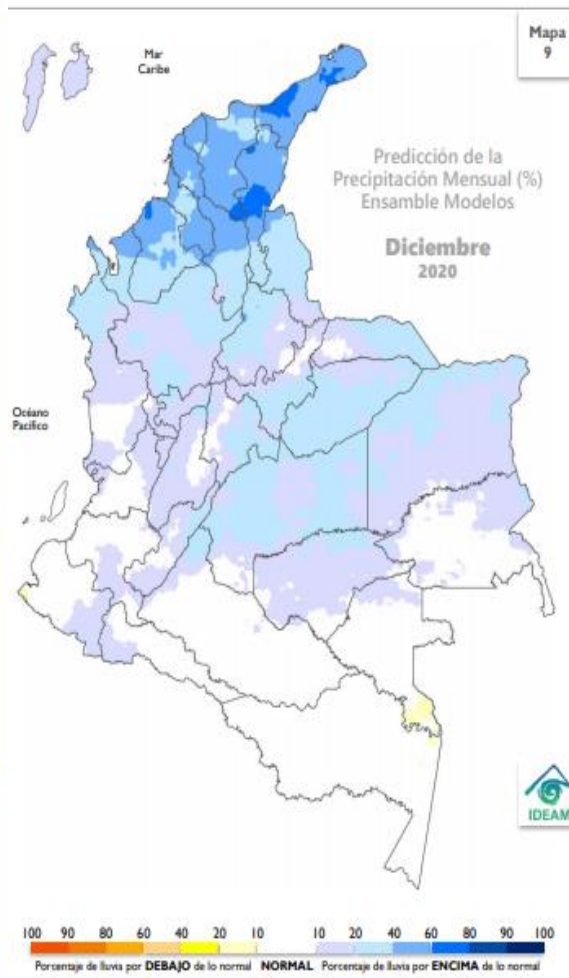 Mapa
9
Mar
Caribe
Predicción de la
Precipitación Mensual (%)
Ensamble Modelos
Diciembre
2020
Océano
Pacífico
IDEAM
100 90 80 60 40 20 10 10 20 40 60 80 90 100
Porcentaje de lluvia por DEBAJO de lo normal NORMAL Porcentaje de lluvia por ENCIMA de lo normal